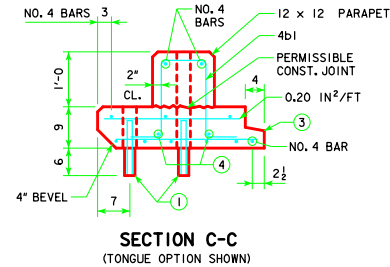 NO. 4 BARS
3
NO. 4
BARS
12 x 12 PARAPET
4b1
PERMISSIBLE
CONST. JOINT
1'-0
2"
CL.
4
0.20 IN²/FT
3
9
NO. 4 BAR
6
4" BEVEL
4
2½
7
1
SECTION C-C
(TONGUE OPTION SHOWN)